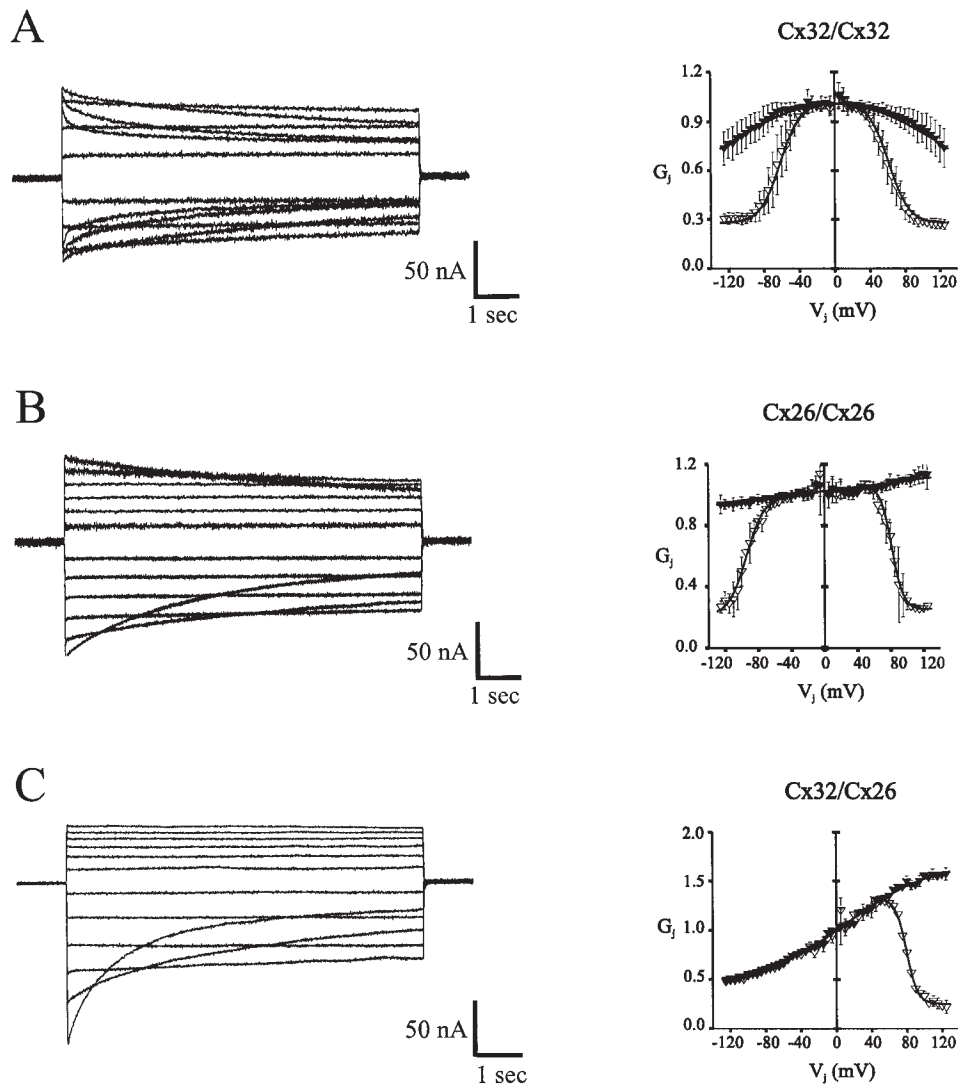 A
Cx32/Cx32
1.2
0.9
G_j
0.6
0.3
0.0
-120 -80 -40 0 40 80 120
V_j (mV)
50 nA
1 sec
B
Cx26/Cx26
1.2
0.8
G_j
0.4
0.0
-120 -80 -40 0 40 80 120
V_j (mV)
50 nA
1 sec
C
Cx32/Cx26
2.0
1.5
G_j
1.0
0.5
0.0
-120 -80 -40 0 40 80 120
V_j (mV)
50 nA
1 sec